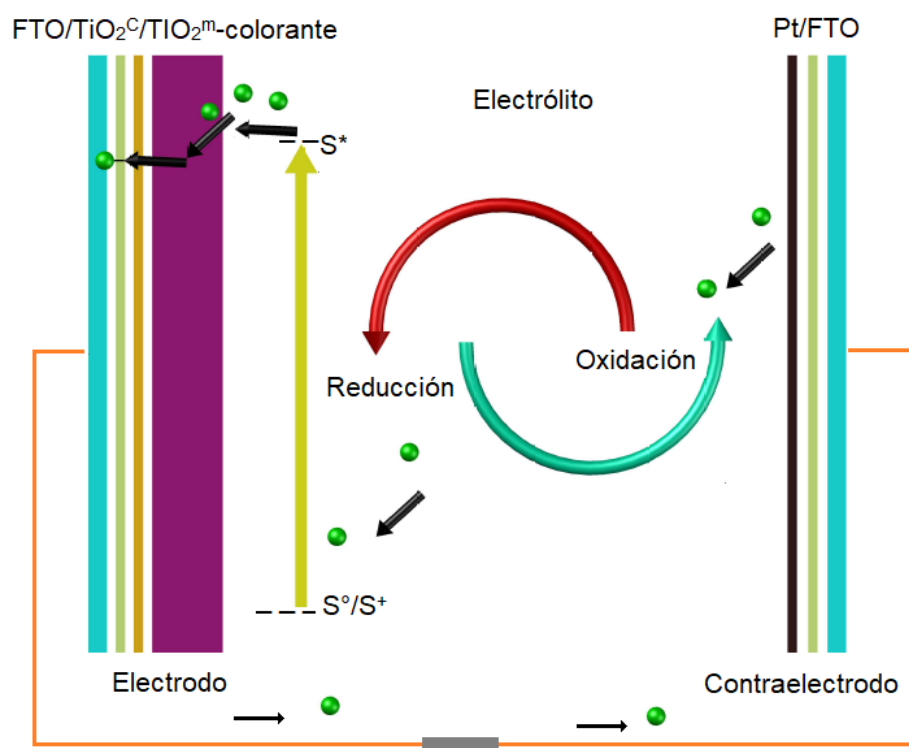 FTO/TiO₂ᶜ/TIO₂ᵐ-colorante
Pt/FTO
Electrólito
S*
Oxidación
Reducción
S°/S⁺
Electrodo
Contraelectrodo